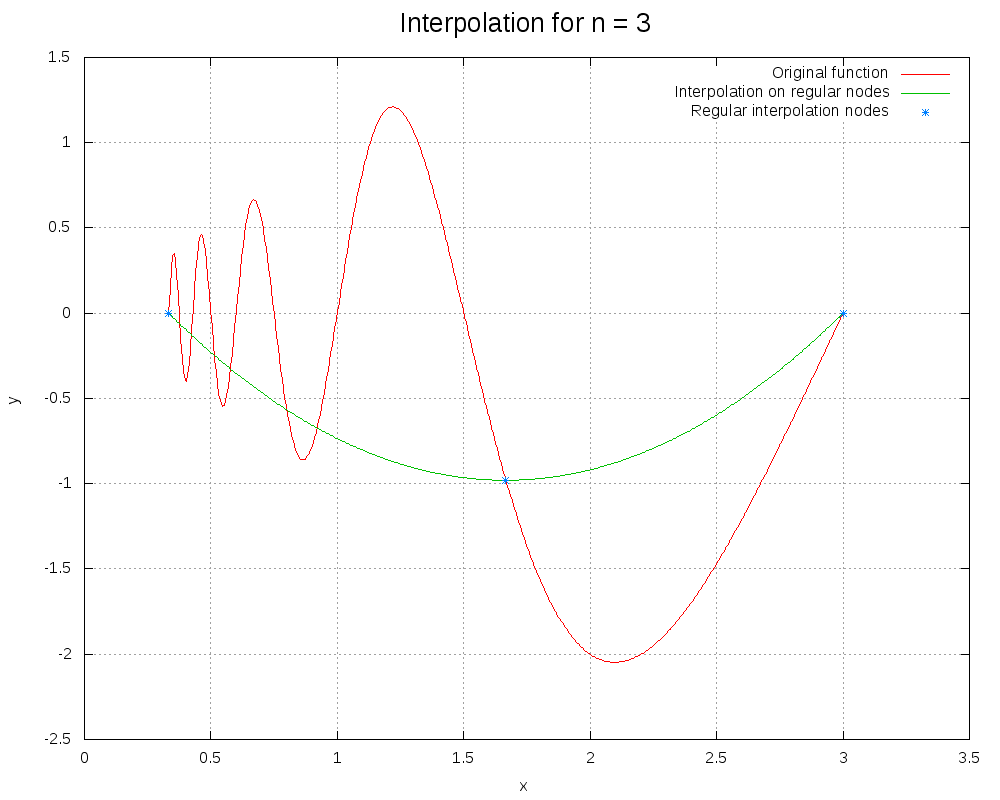 Interpolation for n = 3
Original function
Interpolation on regular nodes
Regular interpolation nodes
1.5
1
0.5
0
-0.5
-1
-1.5
-2
-2.5
y
0 0.5 1 1.5 2 2.5 3 3.5
x